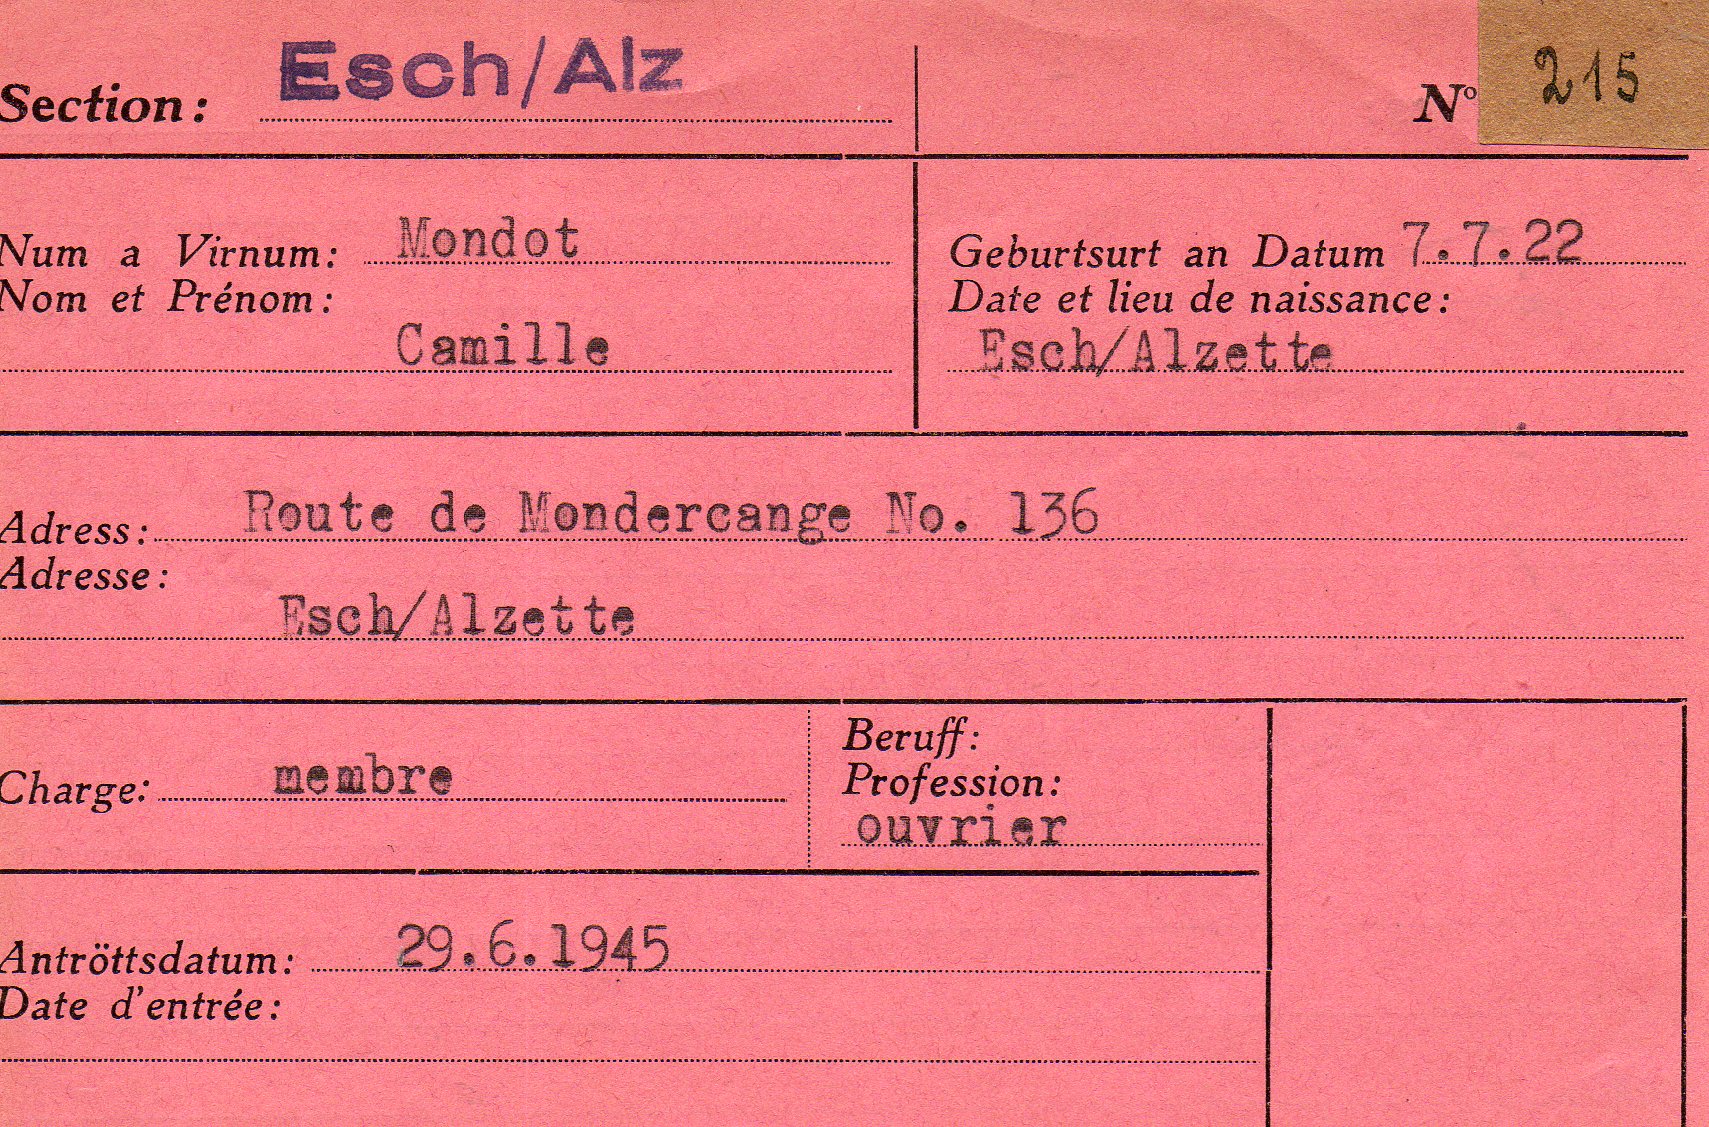 Section: Esch/Alz
Nº 215
Num a Virnum: Mondot
Nom et Prénom:
Camille
Geburtsurt an Datum 7.7.22
Date et lieu de naissance:
Esch/Alzette
Adress: Route de Mondercange No. 136
Adresse:
Esch/Alzette
Charge: membre
Beruff:
Profession:
ouvrier
Antröttsdatum: 29.6.1945
Date d'entrée: